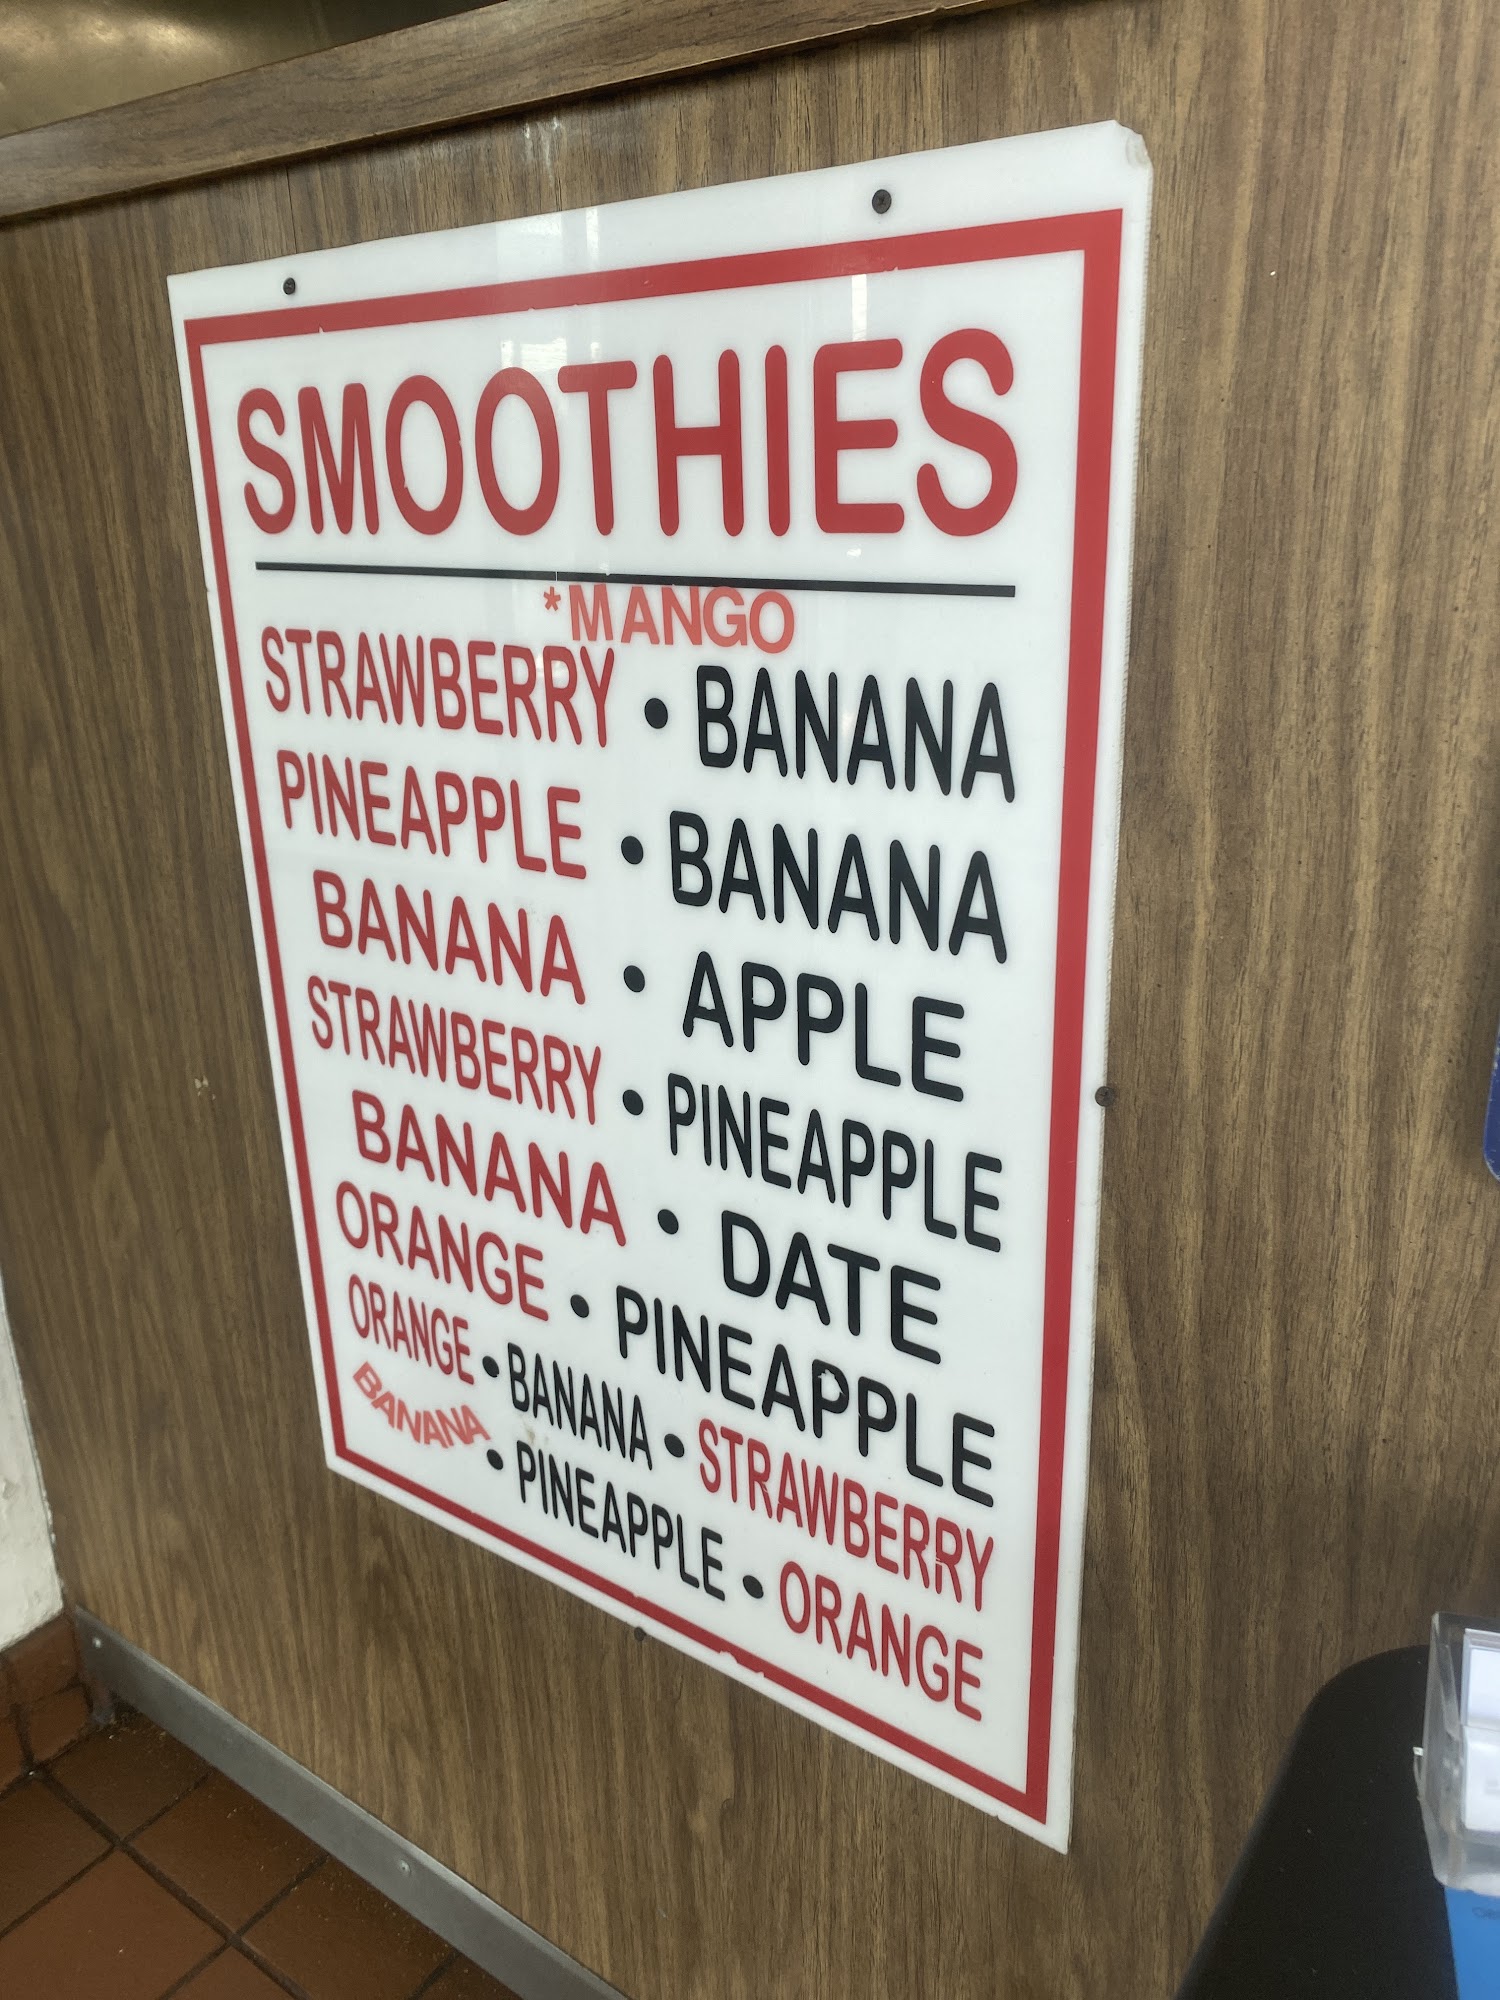 SMOOTHIES
*MANGO
STRAWBERRY • BANANA
PINEAPPLE • BANANA
BANANA • APPLE
STRAWBERRY • PINEAPPLE
BANANA • DATE
ORANGE • PINEAPPLE
ORANGE • BANANA • STRAWBERRY
BANANA • PINEAPPLE • ORANGE